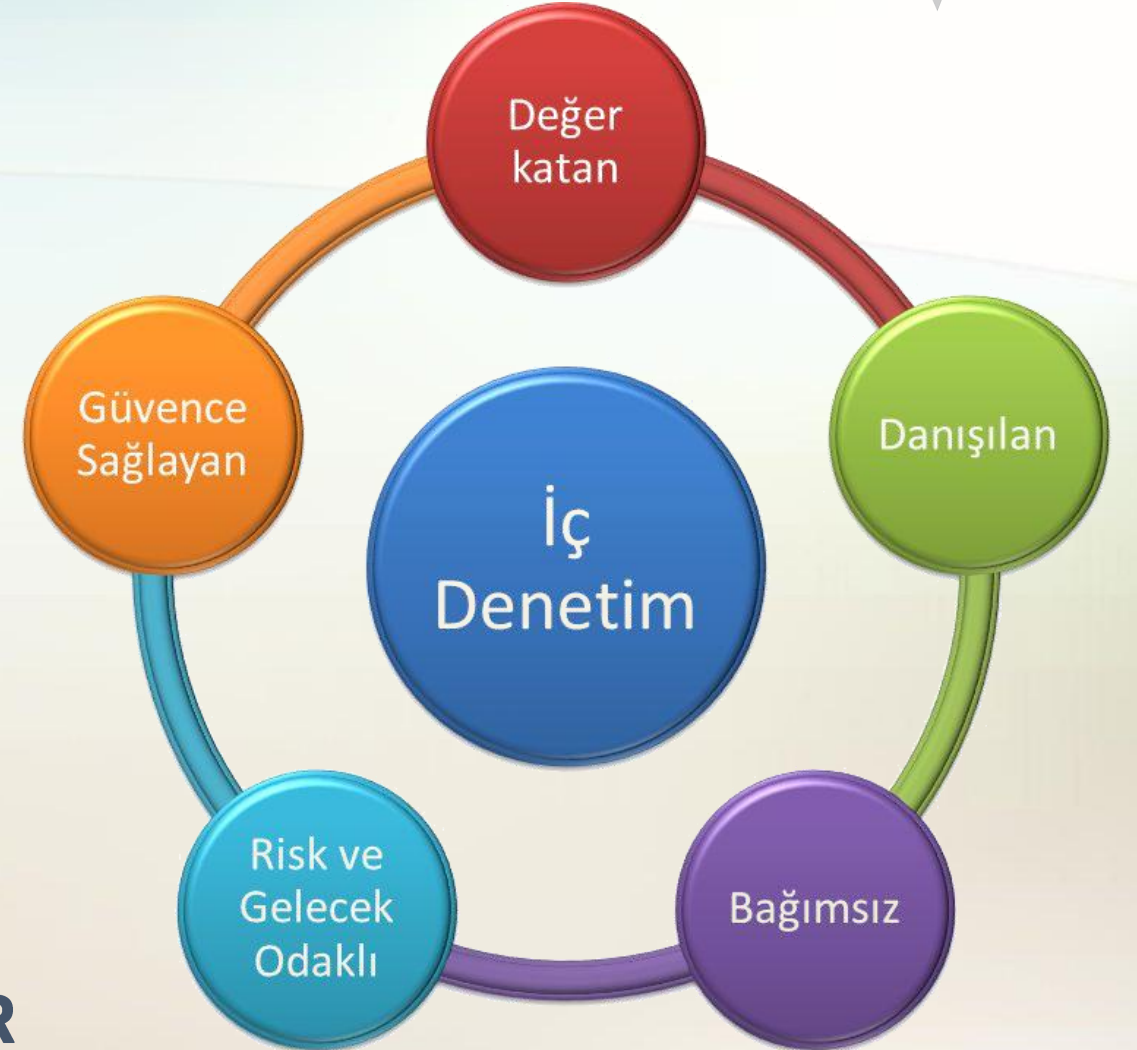 Değer
katan
Güvence
Sağlayan
Danışılan
İç
Denetim
Risk ve
Gelecek
Odaklı
Bağımsız
R